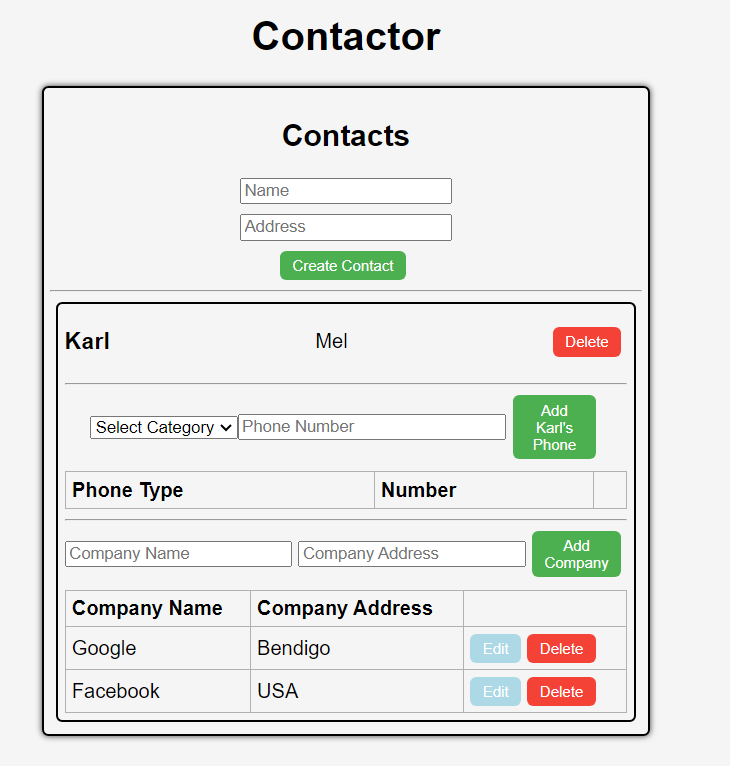 Contactor
Contacts
Name
Address
Create Contact
Karl Mel Delete
Select Category Phone Number Add Karl's Phone
Phone Type Number
Company Name Company Address Add Company
Company Name Company Address
Google Bendigo Edit Delete
Facebook USA Edit Delete